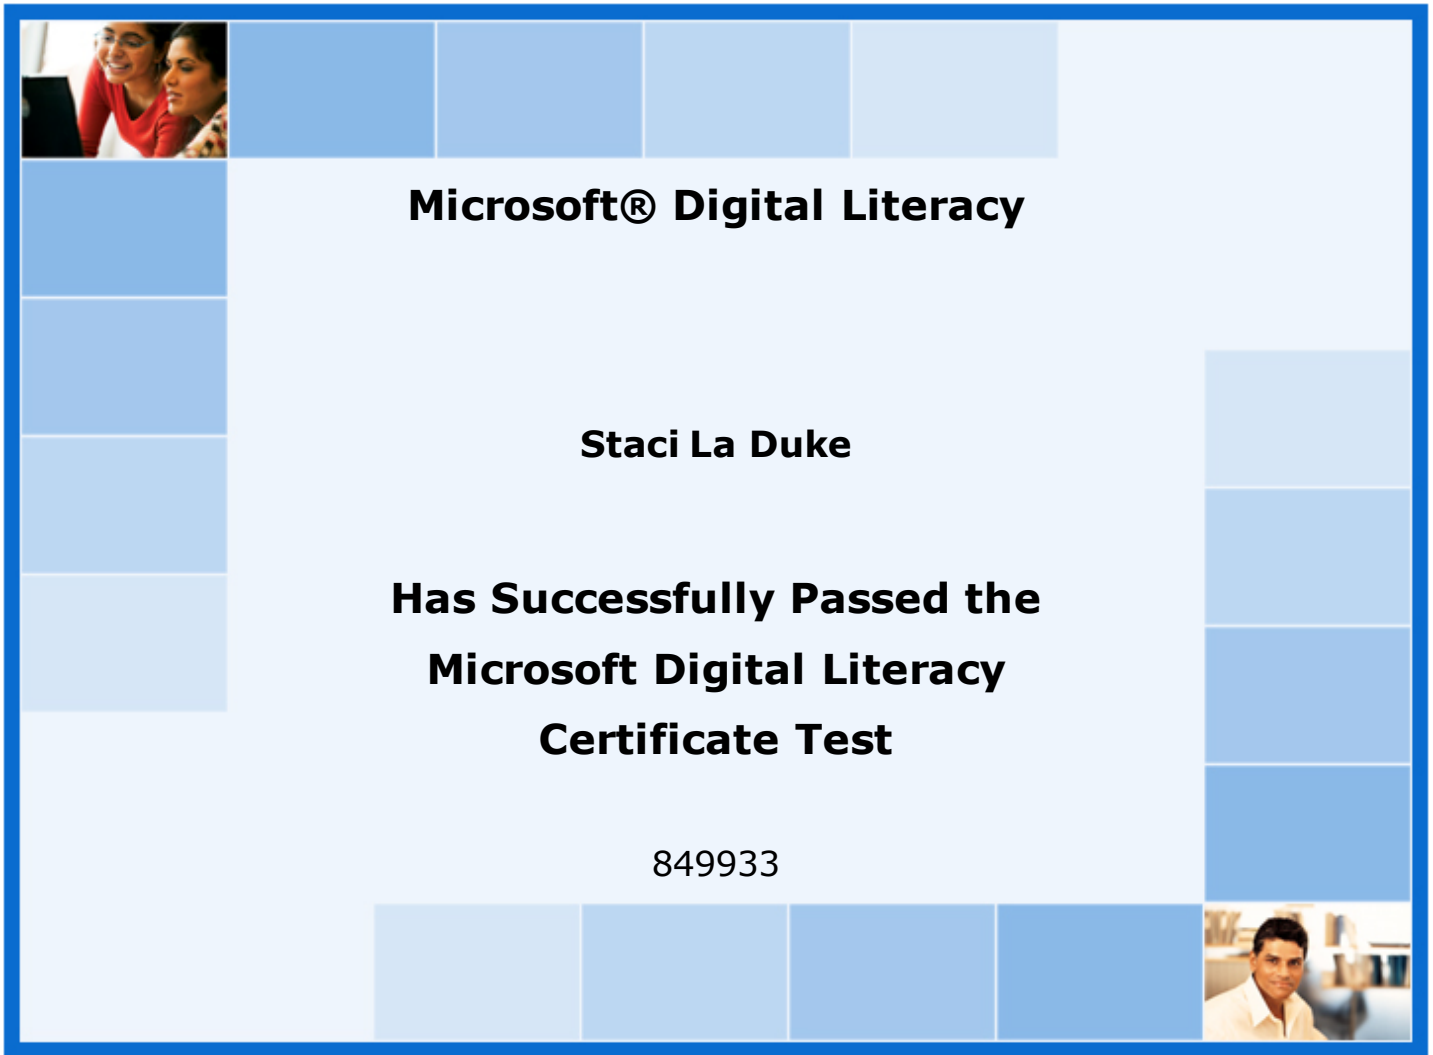 Microsoft® Digital Literacy
Staci La Duke
Has Successfully Passed the
Microsoft Digital Literacy
Certificate Test
849933